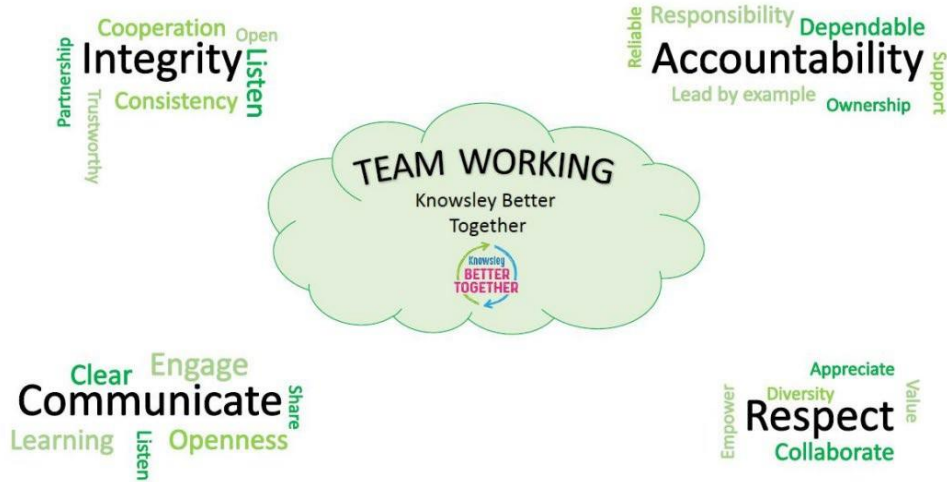 Cooperation
Open
Integrity
Listen
Partnership
Trustworthy
Consistency
Reliable
Responsibility
Dependable
Accountability
Support
Lead by example
Ownership
TEAM WORKING
Knowsley Better
Together
Knowsley
BETTER
TOGETHER
Clear
Engage
Communicate
Share
Learning
Listen
Openness
Appreciate
Empower
Diversity
Value
Respect
Collaborate